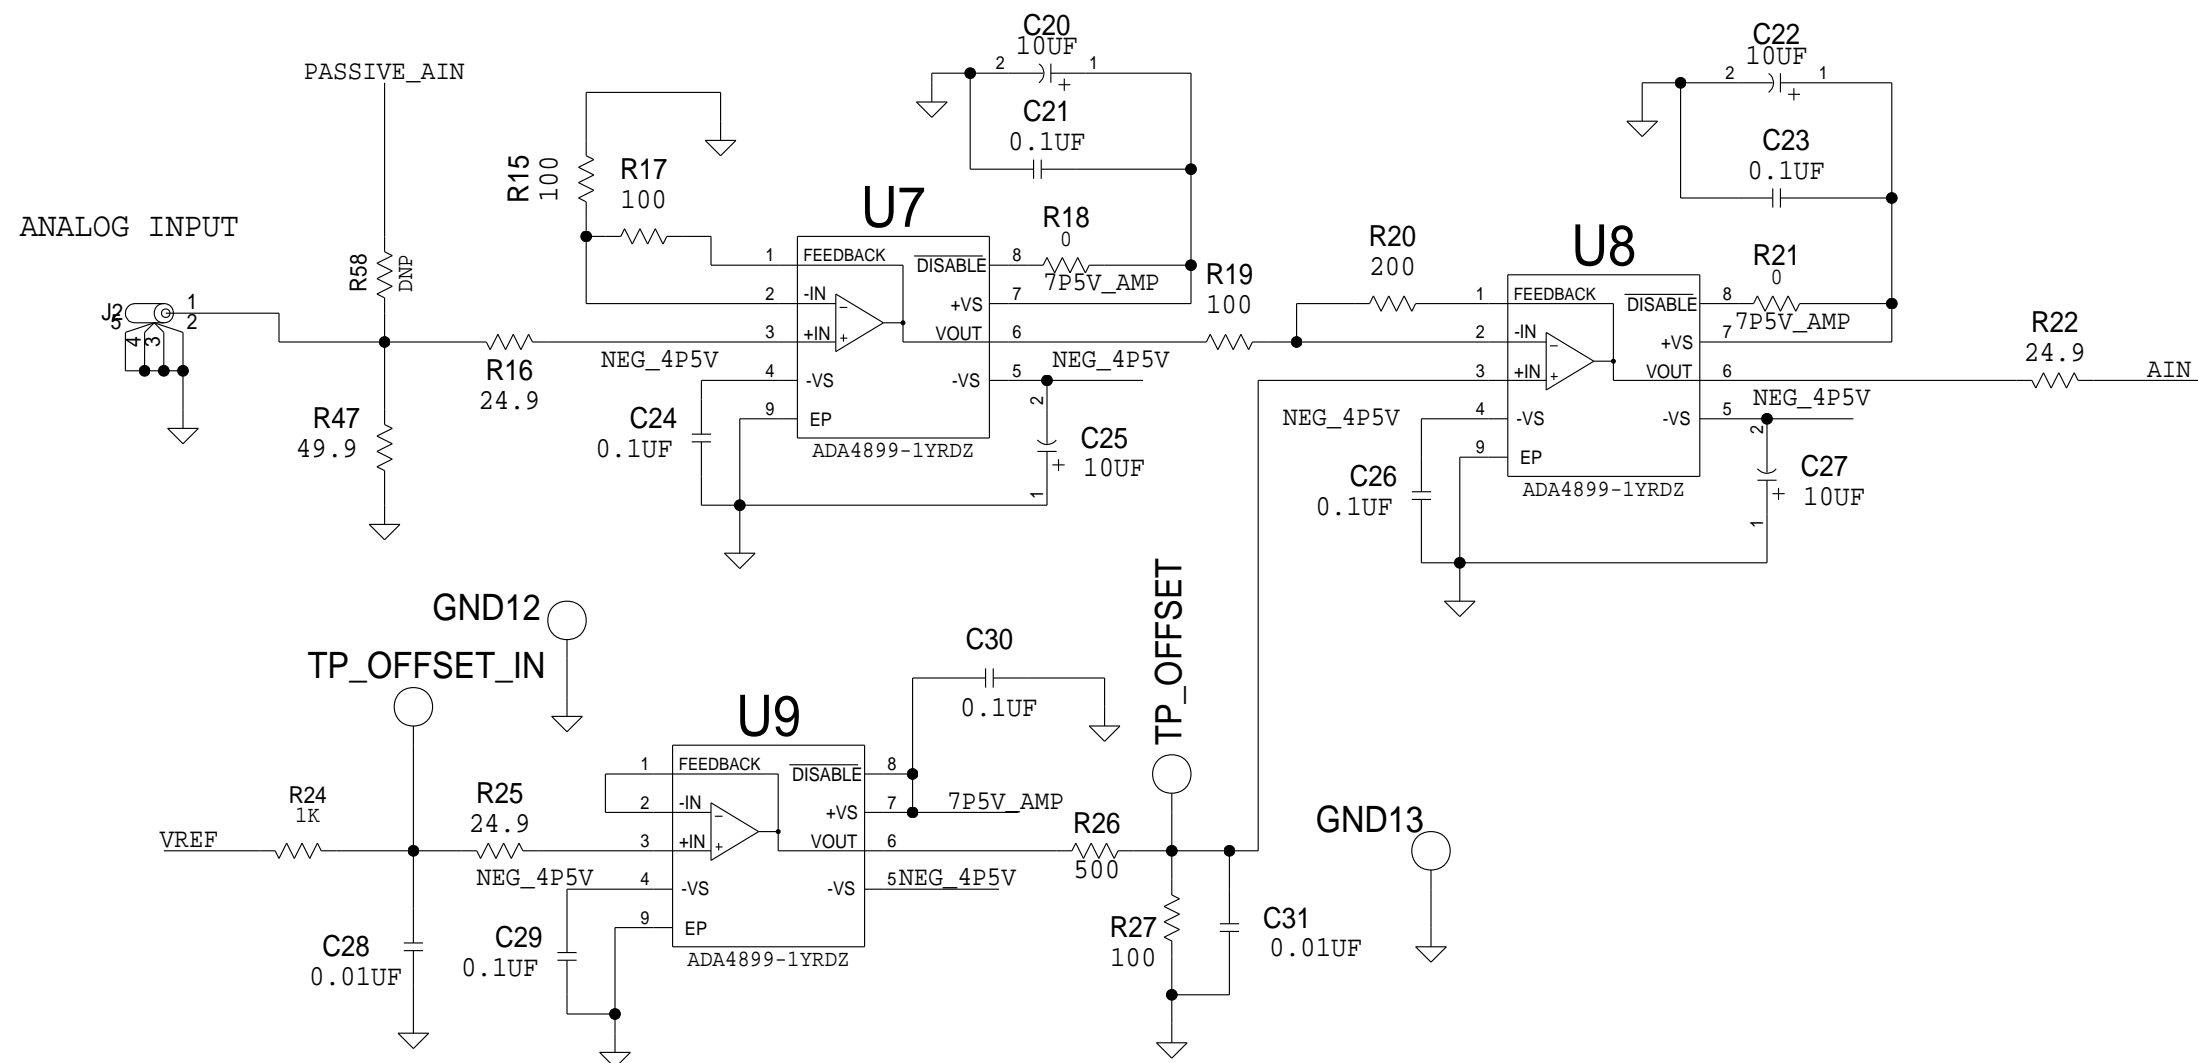 C20
10UF
2
1
+
C21
0.1UF
C22
10UF
2
1
+
C23
0.1UF
PASSIVE_AIN
R15
100
R17
100
ANALOG INPUT
R58
DNP
J2
1
2
5
4
3
R16
24.9
R47
49.9
U7
1
FEEDBACK
DISABLE
8
2
-IN
+VS
7
3
+IN
VOUT
6
4
-VS
-VS
5
9
EP
ADA4899-1YRDZ
NEG_4P5V
C24
0.1UF
R18
0
7P5V_AMP
NEG_4P5V
2
C25
10UF
+
1
R19
100
R20
200
U8
1
FEEDBACK
DISABLE
8
2
-IN
+VS
7
3
+IN
VOUT
6
4
-VS
-VS
5
9
EP
ADA4899-1YRDZ
NEG_4P5V
C26
0.1UF
R21
0
7P5V_AMP
NEG_4P5V
2
C27
10UF
+
1
R22
24.9
AIN
GND12
TP_OFFSET_IN
R24
1K
VREF
R25
24.9
NEG_4P5V
C28
0.01UF
C29
0.1UF
U9
1
FEEDBACK
DISABLE
8
2
-IN
+VS
7
3
+IN
VOUT
6
4
-VS
-VS
5
9
EP
ADA4899-1YRDZ
C30
0.1UF
7P5V_AMP
NEG_4P5V
R26
500
TP_OFFSET
R27
100
C31
0.01UF
GND13